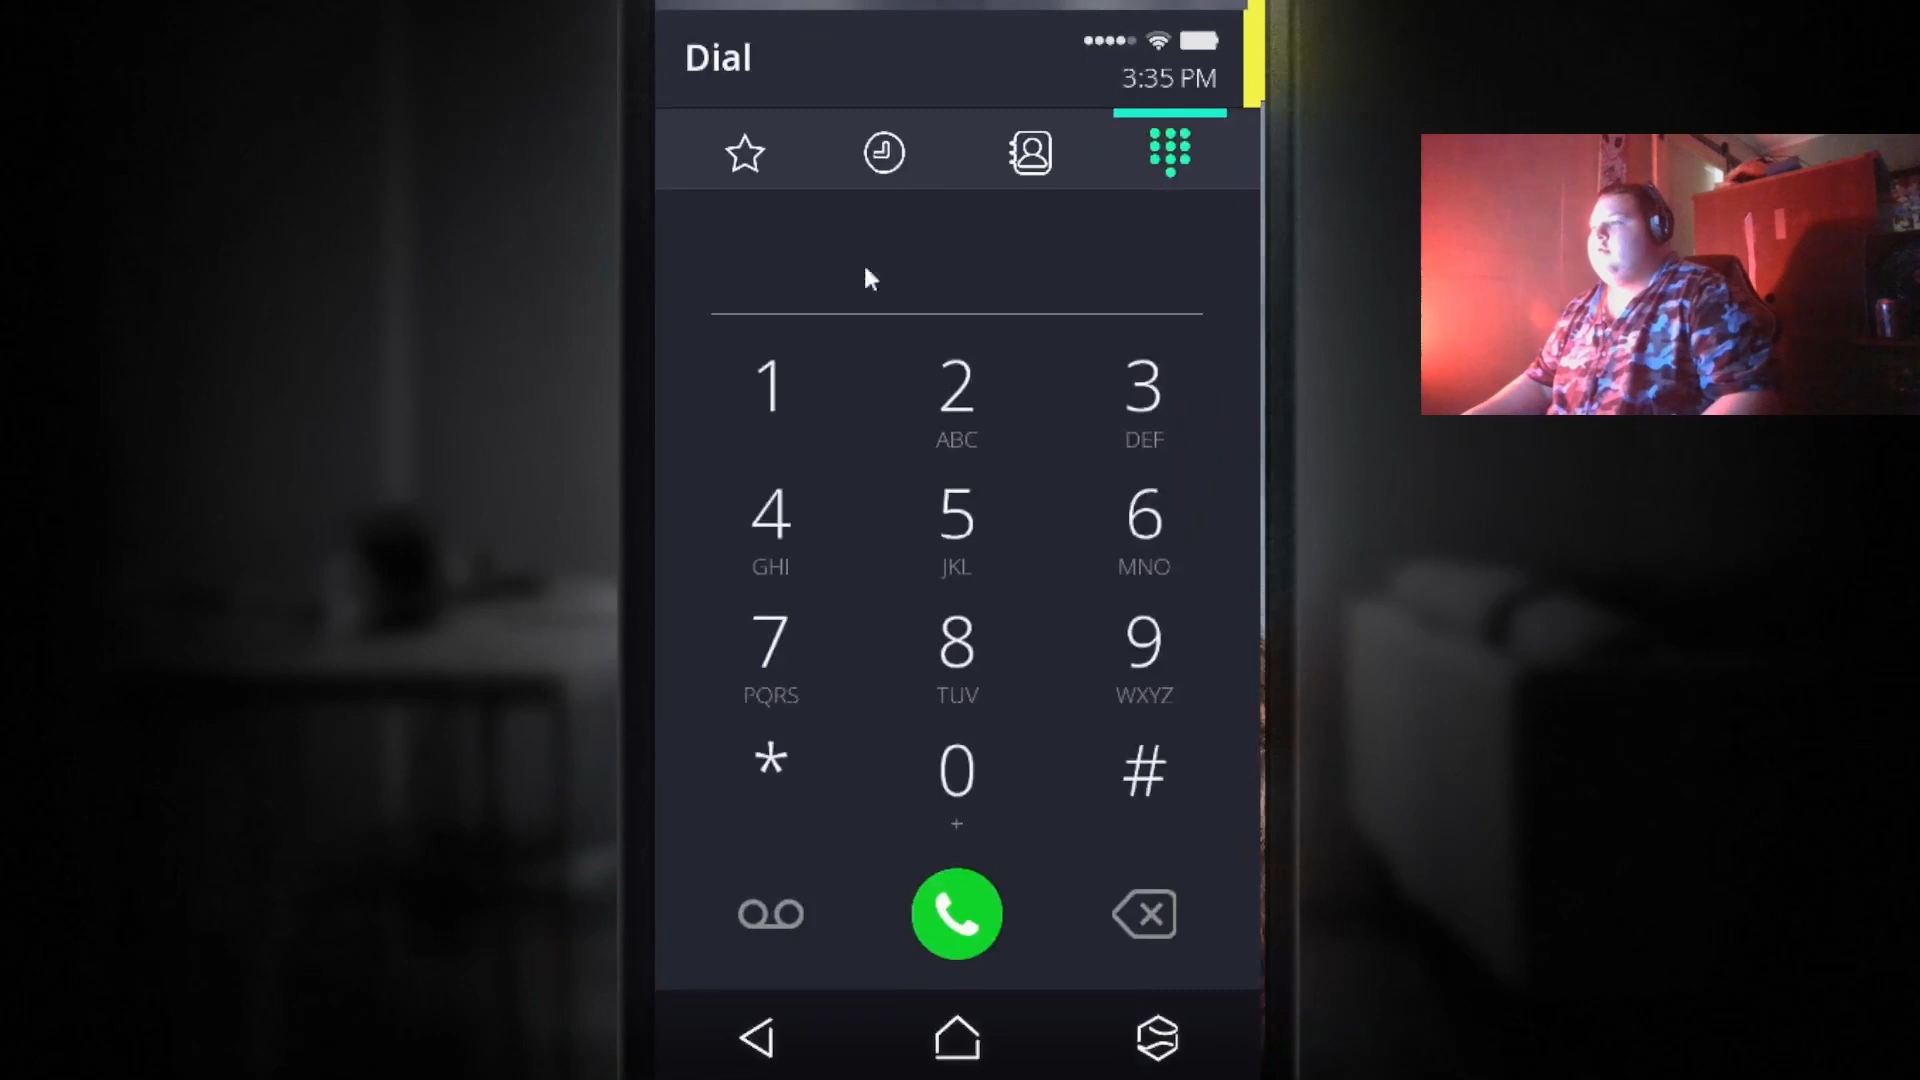 Dial
3:35 PM
1 2 3
ABC DEF
4 5 6
GHI JKL MNO
7 8 9
PQRS TUV WXYZ
* 0 #
+